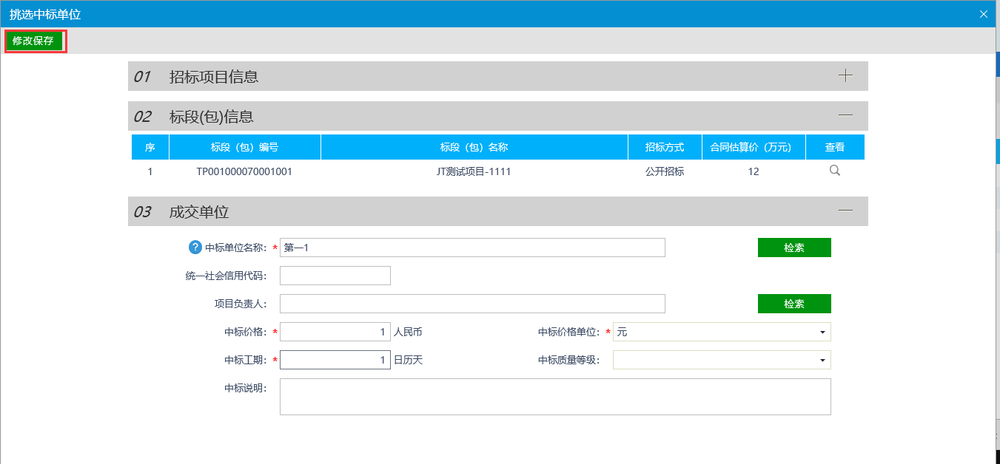 挑选中标单位
修改保存
01 招标项目信息
02 标段(包)信息
序 标段（包）编号 标段（包）名称 招标方式 合同估算价（万元） 查看
1 TP001000070001001 JT测试项目-1111 公开招标 12
03 成交单位
? 中标单位名称：* 第一1 检索
统一社会信用代码：
项目负责人： 检索
中标价格：* 1 人民币 中标价格单位：* 元
中标工期：* 1 日历天 中标质量等级：
中标说明：